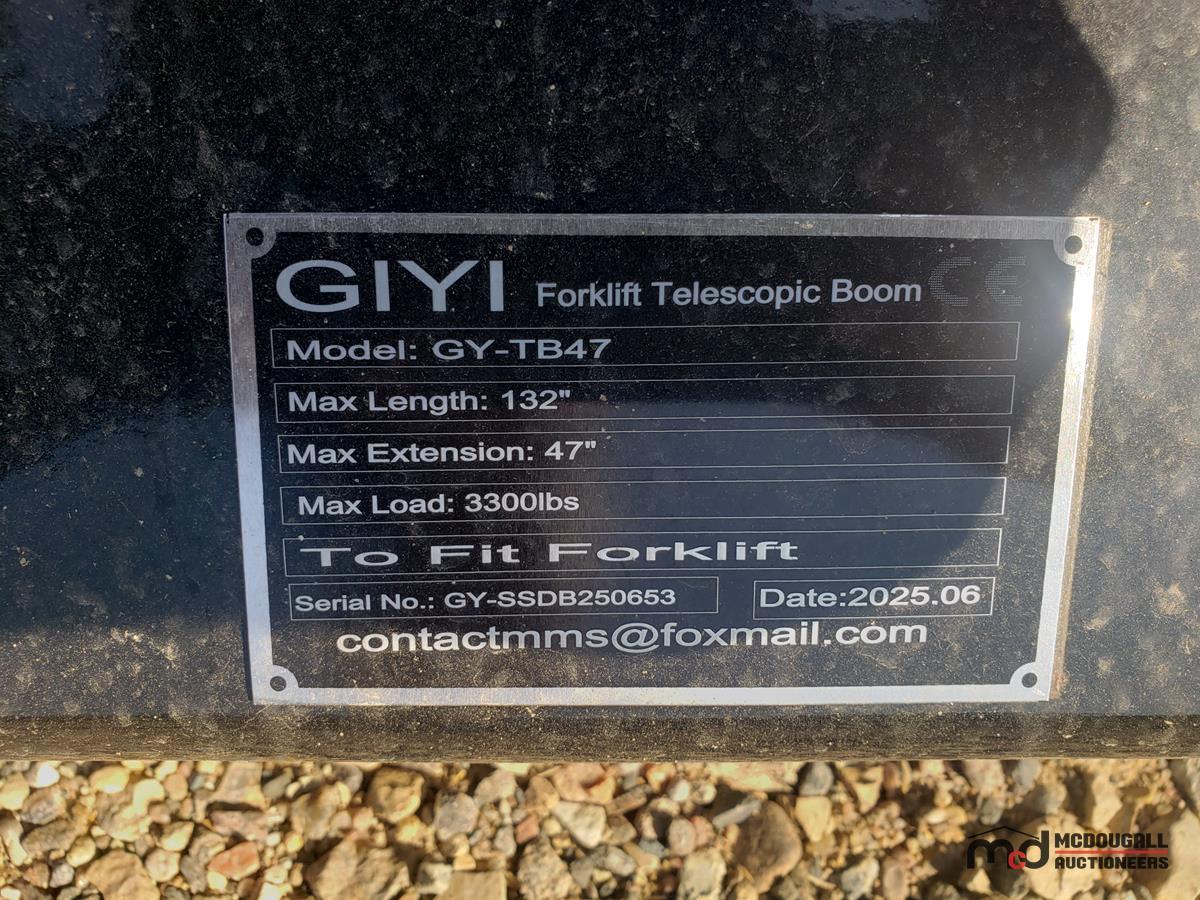 GIYI Forklift Telescopic Boom CE
Model: GY-TB47
Max Length: 132"
Max Extension: 47"
Max Load: 3300lbs
To Fit Forklift
Serial No.: GY-SSDB250653 Date:2025.06
contactmms@foxmail.com
mcd MCDOUGALL
AUCTIONEERS